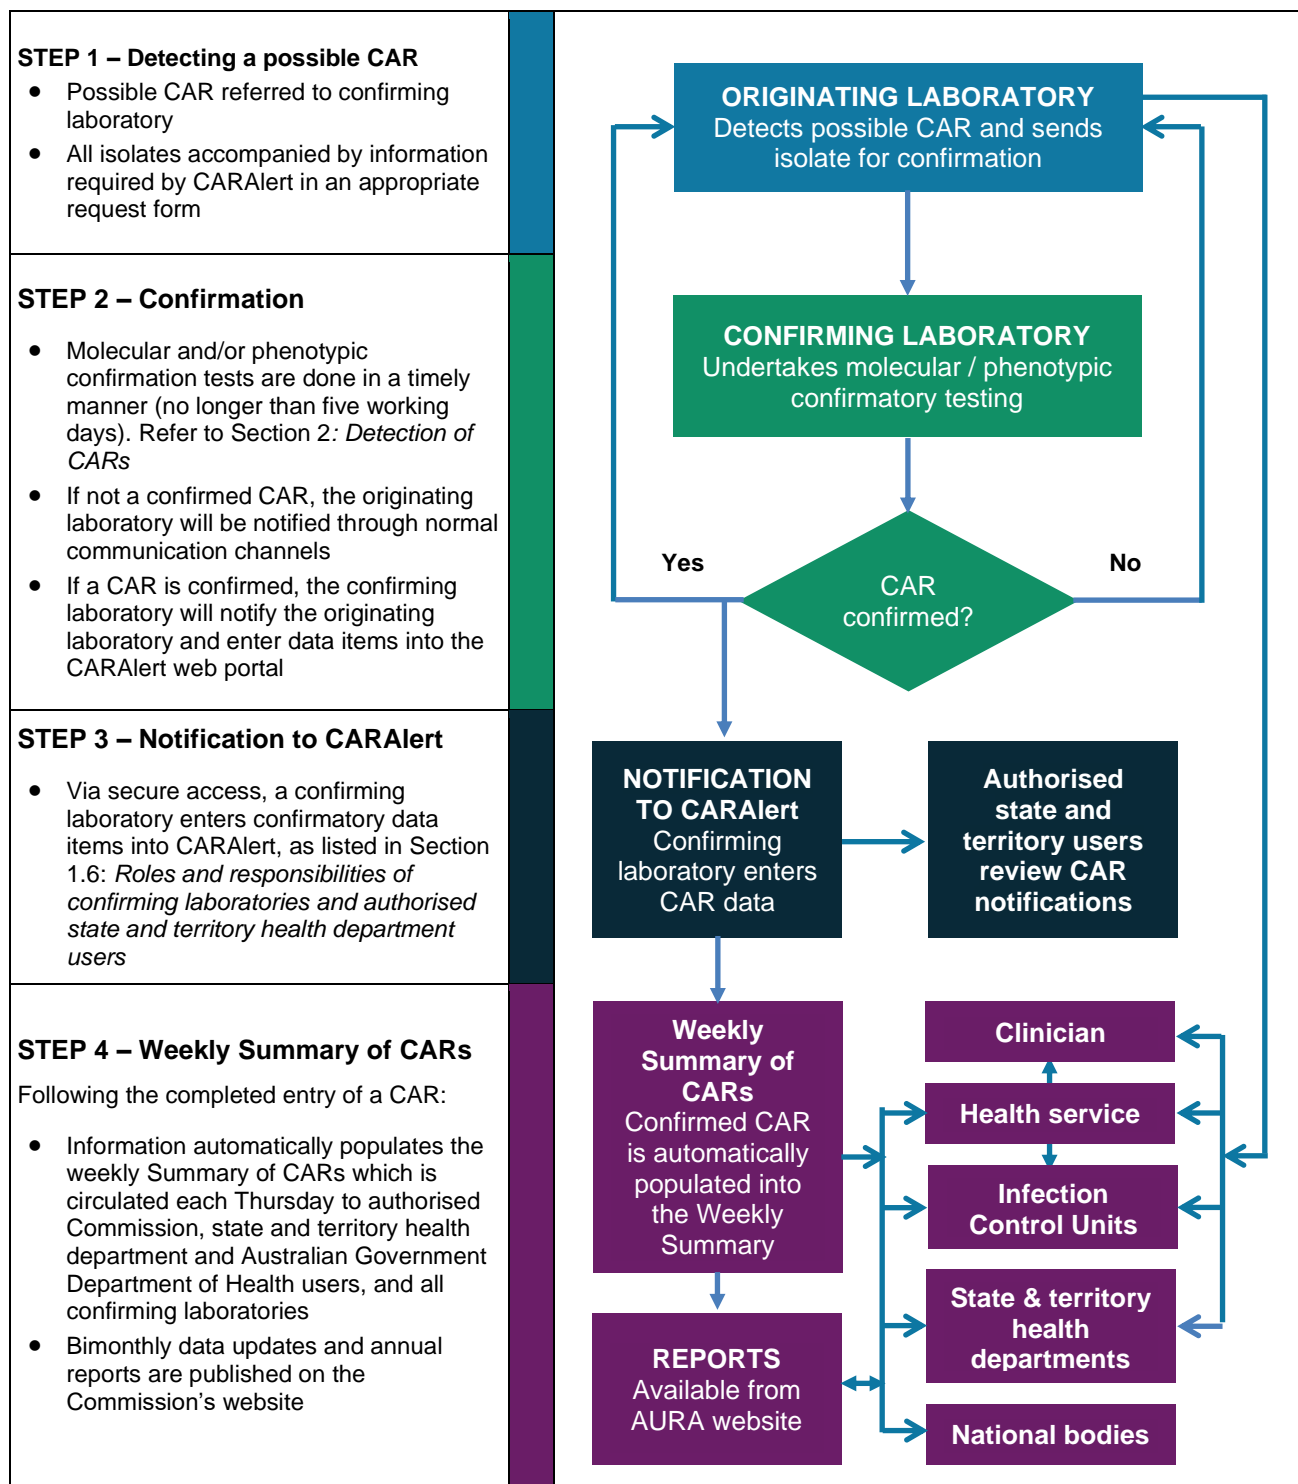 STEP 1 – Detecting a possible CAR
● Possible CAR referred to confirming
laboratory
● All isolates accompanied by information
required by CARAlert in an appropriate
request form
STEP 2 – Confirmation
● Molecular and/or phenotypic
confirmation tests are done in a timely
manner (no longer than five working
days). Refer to Section 2: Detection of
CARs
● If not a confirmed CAR, the originating
laboratory will be notified through normal
communication channels
● If a CAR is confirmed, the confirming
laboratory will notify the originating
laboratory and enter data items into the
CARAlert web portal
STEP 3 – Notification to CARAlert
● Via secure access, a confirming
laboratory enters confirmatory data
items into CARAlert, as listed in Section
1.6: Roles and responsibilities of
confirming laboratories and authorised
state and territory health department
users
STEP 4 – Weekly Summary of CARs
Following the completed entry of a CAR:
● Information automatically populates the
weekly Summary of CARs which is
circulated each Thursday to authorised
Commission, state and territory health
department and Australian Government
Department of Health users, and all
confirming laboratories
● Bimonthly data updates and annual
reports are published on the
Commission's website
ORIGINATING LABORATORY
Detects possible CAR and sends
isolate for confirmation
CONFIRMING LABORATORY
Undertakes molecular / phenotypic
confirmatory testing
Yes
No
CAR
confirmed?
NOTIFICATION
TO CARAlert
Confirming
laboratory enters
CAR data
Authorised
state and
territory users
review CAR
notifications
Weekly
Summary of
CARs
Confirmed CAR
is automatically
populated into
the Weekly
Summary
Clinician
Health service
Infection
Control Units
State & territory
health
departments
National bodies
REPORTS
Available from
AURA website